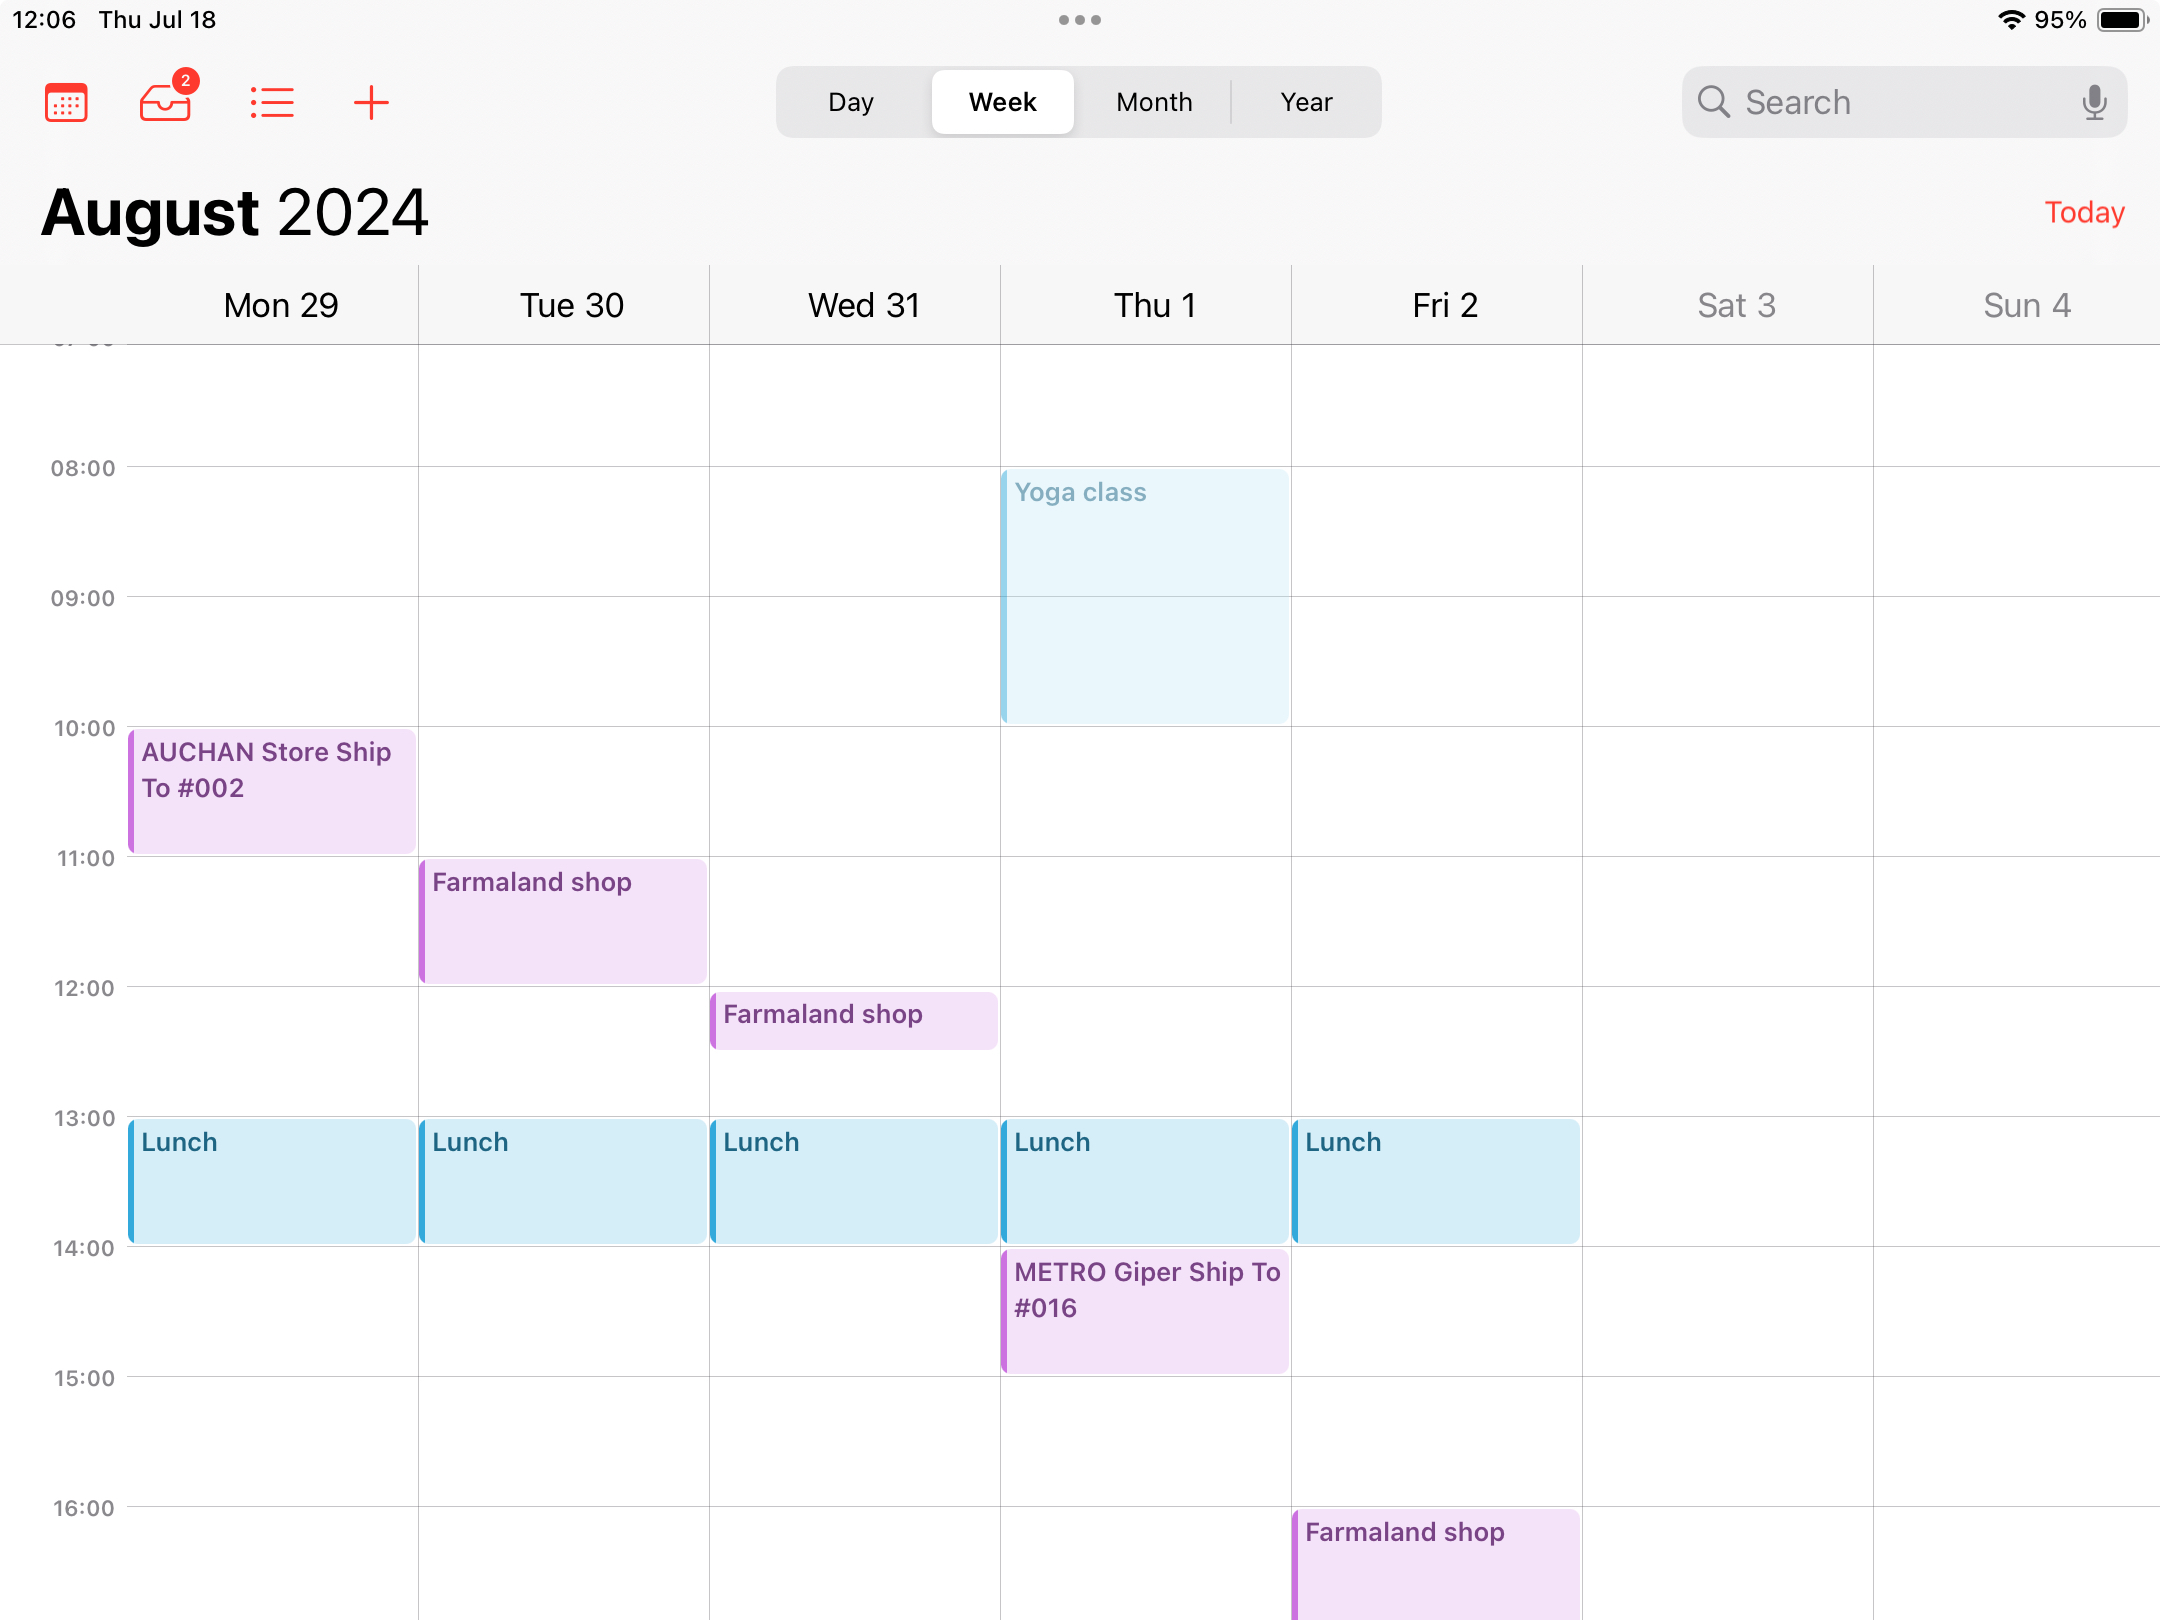 12:06 Thu Jul 18
95%
2
Day Week Month Year
Search
August 2024
Today
Mon 29 Tue 30 Wed 31 Thu 1 Fri 2 Sat 3 Sun 4
08:00
Yoga class
09:00
10:00
AUCHAN Store Ship
To #002
11:00
Farmaland shop
12:00
Farmaland shop
13:00
Lunch Lunch Lunch Lunch Lunch
14:00
METRO Giper Ship To
#016
15:00
16:00
Farmaland shop